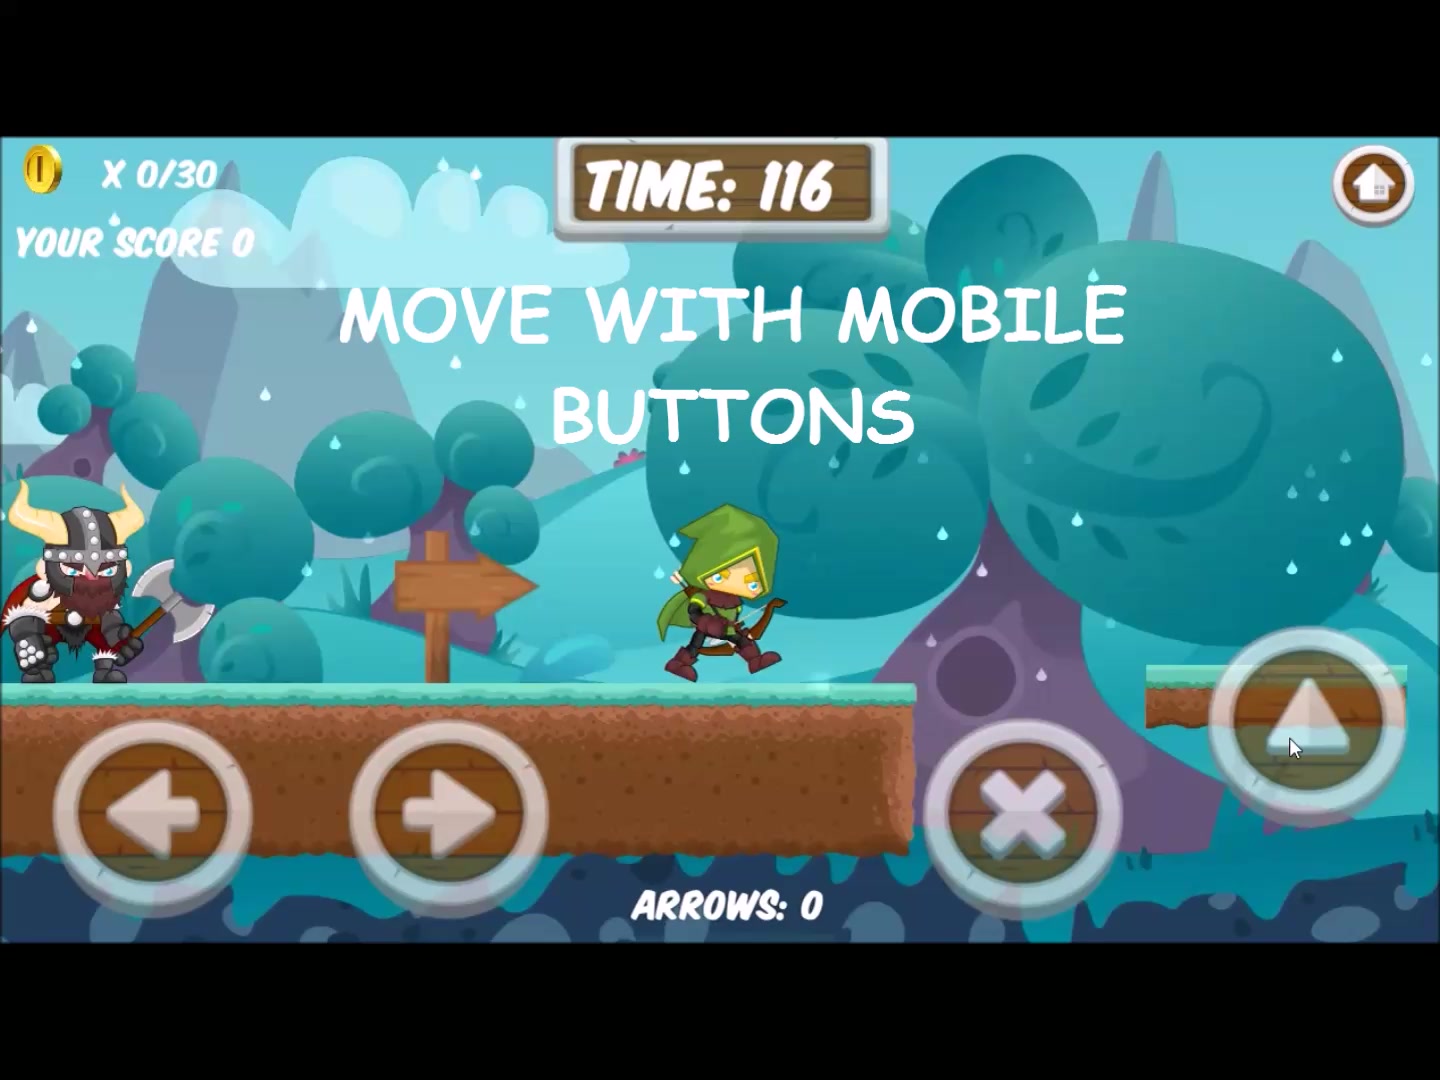 X 0/30
TIME: 116
YOUR SCORE 0
MOVE WITH MOBILE
BUTTONS
ARROWS: 0